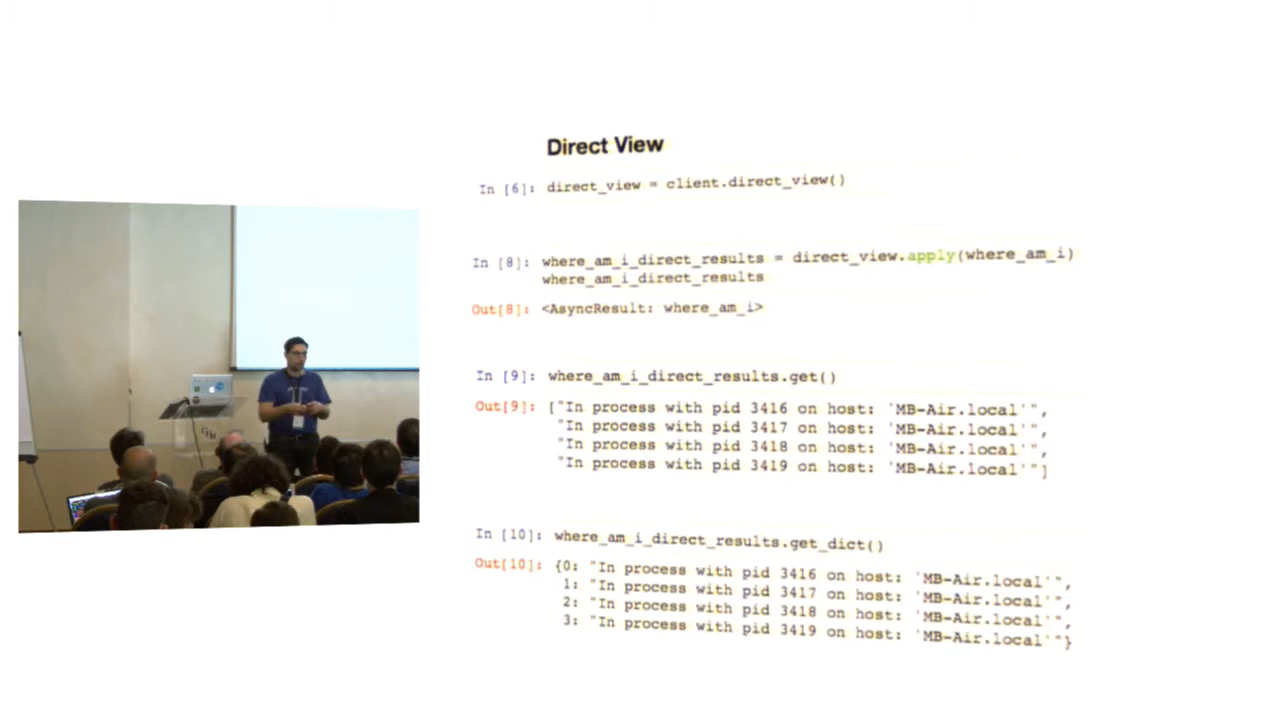 Direct View
In [6]: direct_view = client.direct_view()
In [8]: where_am_i_direct_results = direct_view.apply(where_am_i)
where_am_i_direct_results
Out[8]: <AsyncResult: where_am_i>
In [9]: where_am_i_direct_results.get()
Out[9]: ["In process with pid 3416 on host: 'MB-Air.local'",
"In process with pid 3417 on host: 'MB-Air.local'",
"In process with pid 3418 on host: 'MB-Air.local'",
"In process with pid 3419 on host: 'MB-Air.local'"]
In [10]: where_am_i_direct_results.get_dict()
Out[10]: {0: "In process with pid 3416 on host: 'MB-Air.local'",
1: "In process with pid 3417 on host: 'MB-Air.local'",
2: "In process with pid 3418 on host: 'MB-Air.local'",
3: "In process with pid 3419 on host: 'MB-Air.local'"}